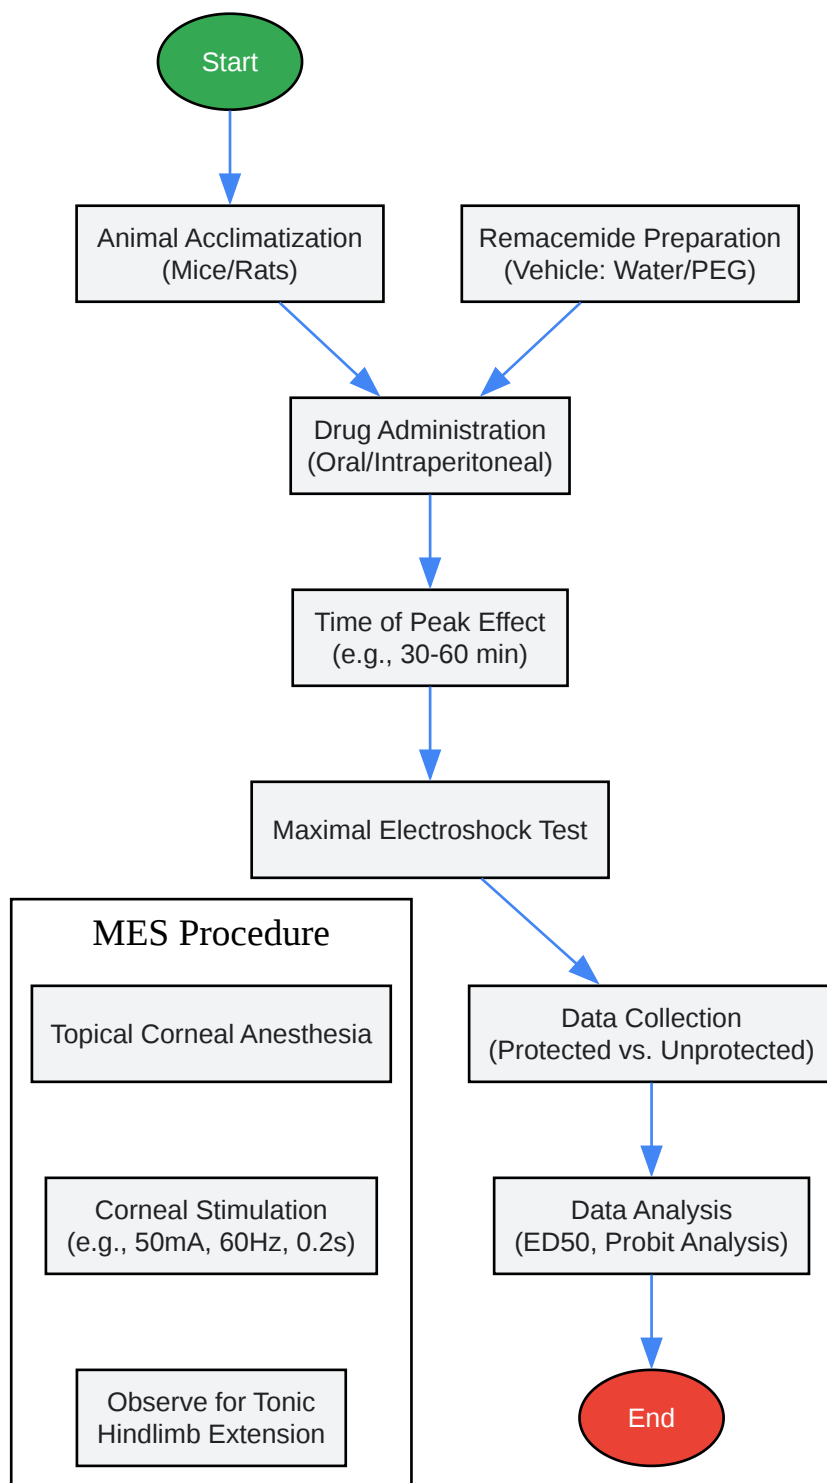 Start
Animal Acclimatization
(Mice/Rats)
Remacemide Preparation
(Vehicle: Water/PEG)
Drug Administration
(Oral/Intraperitoneal)
Time of Peak Effect
(e.g., 30-60 min)
Maximal Electroshock Test
MES Procedure
Topical Corneal Anesthesia
Corneal Stimulation
(e.g., 50mA, 60Hz, 0.2s)
Observe for Tonic
Hindlimb Extension
Data Collection
(Protected vs. Unprotected)
Data Analysis
(ED50, Probit Analysis)
End